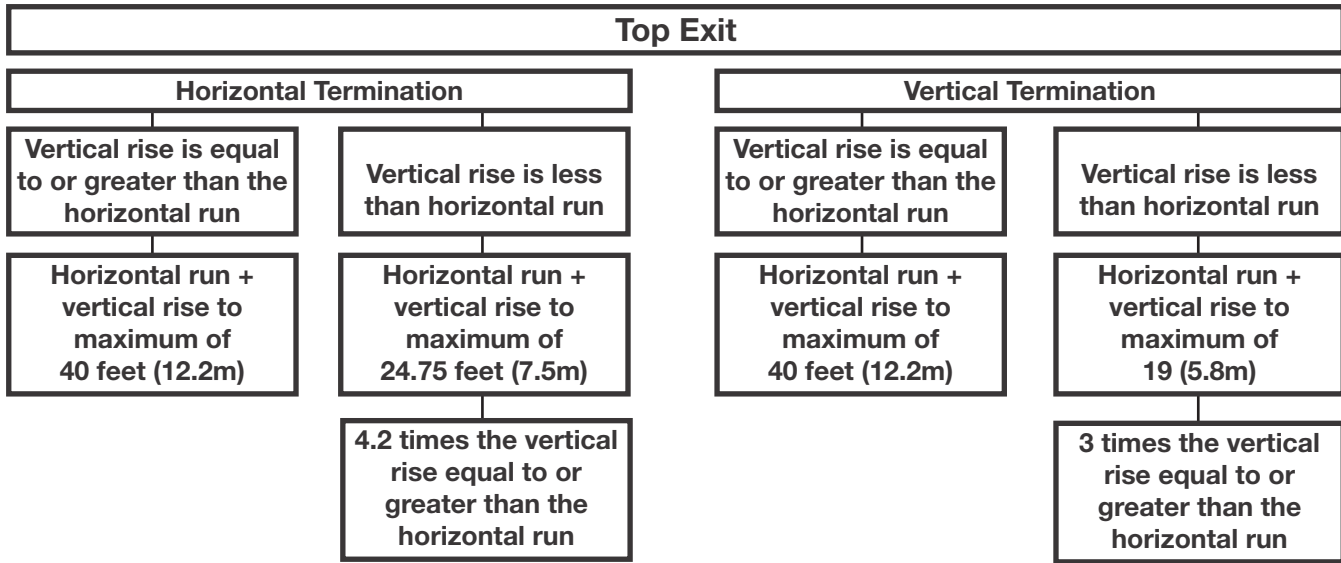 Top Exit
Horizontal Termination
Vertical rise is equal
to or greater than the
horizontal run
Horizontal run +
vertical rise to
maximum of
40 feet (12.2m)
Vertical rise is less
than horizontal run
Horizontal run +
vertical rise to
maximum of
24.75 feet (7.5m)
4.2 times the vertical
rise equal to or
greater than the
horizontal run
Vertical Termination
Vertical rise is equal
to or greater than the
horizontal run
Horizontal run +
vertical rise to
maximum of
40 feet (12.2m)
Vertical rise is less
than horizontal run
Horizontal run +
vertical rise to
maximum of
19 (5.8m)
3 times the vertical
rise equal to or
greater than the
horizontal run